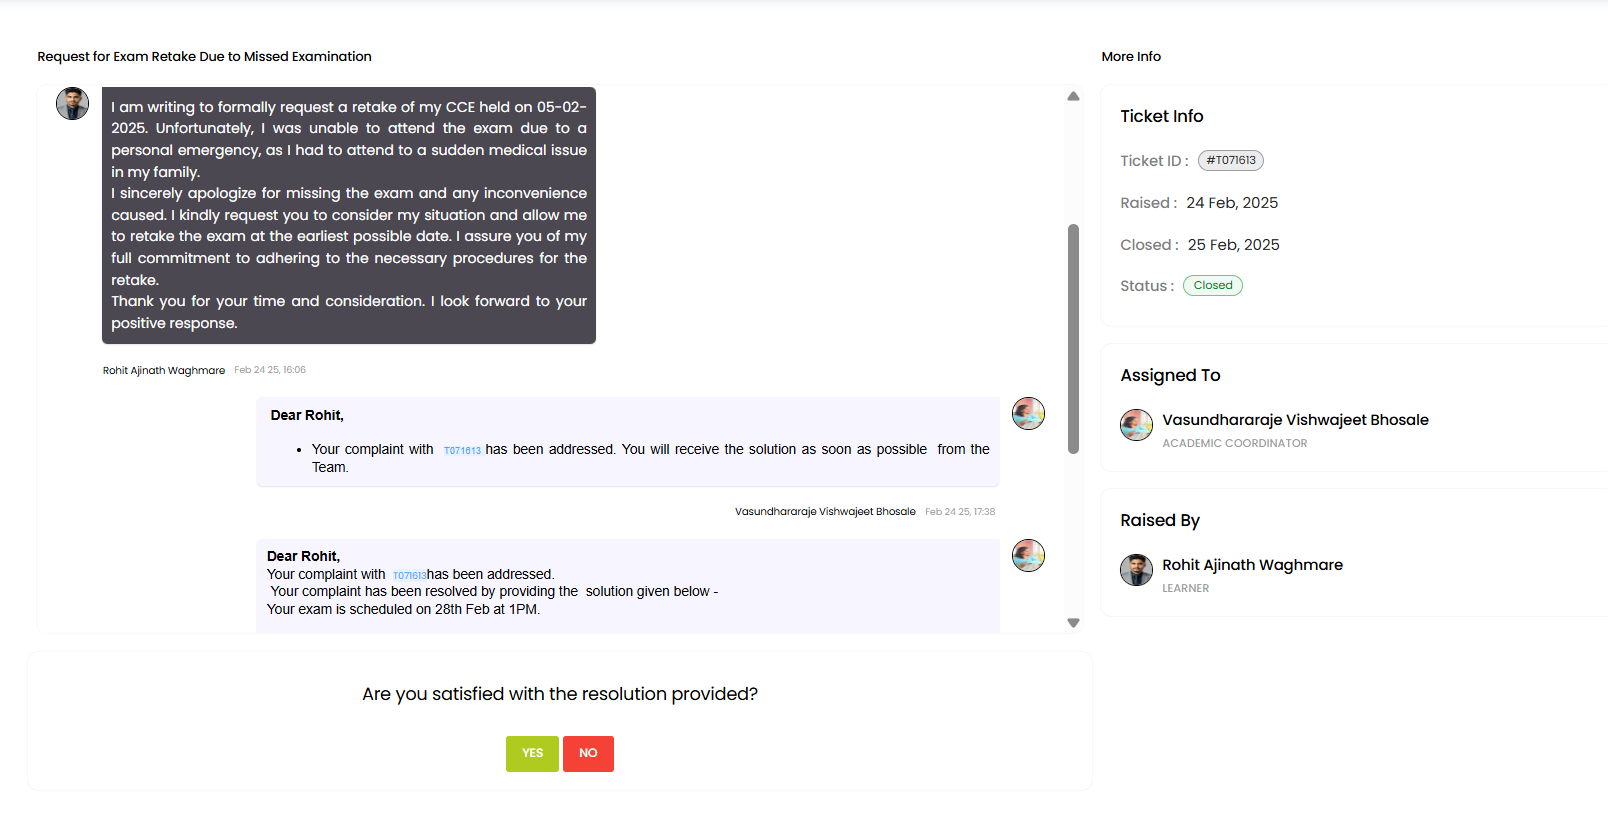 Request for Exam Retake Due to Missed Examination
I am writing to formally request a retake of my CCE held on 05-02-
2025. Unfortunately, I was unable to attend the exam due to a
personal emergency, as I had to attend to a sudden medical issue
in my family.
I sincerely apologize for missing the exam and any inconvenience
caused. I kindly request you to consider my situation and allow me
to retake the exam at the earliest possible date. I assure you of my
full commitment to adhering to the necessary procedures for the
retake.
Thank you for your time and consideration. I look forward to your
positive response.
Rohit Ajinath Waghmare Feb 24 25, 16:06
Dear Rohit,
• Your complaint with T071613 has been addressed. You will receive the solution as soon as possible from the
Team.
Vasundhararaje Vishwajeet Bhosale Feb 24 25, 17:38
Dear Rohit,
Your complaint with T071613has been addressed.
Your complaint has been resolved by providing the solution given below -
Your exam is scheduled on 28th Feb at 1PM.
Are you satisfied with the resolution provided?
YES NO
More Info
Ticket Info
Ticket ID : #T071613
Raised : 24 Feb, 2025
Closed : 25 Feb, 2025
Status : Closed
Assigned To
Vasundhararaje Vishwajeet Bhosale
ACADEMIC COORDINATOR
Raised By
Rohit Ajinath Waghmare
LEARNER